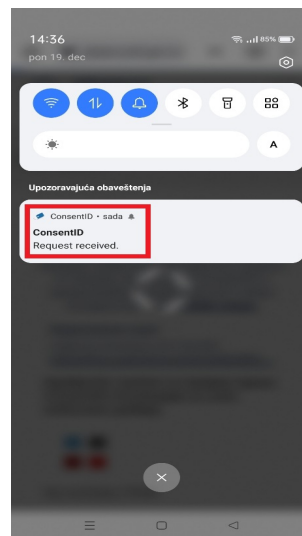 14:36
85%
pon 19. dec
A
Upozoravajuća obaveštenja
ConsentID • sada
ConsentID
Request received.